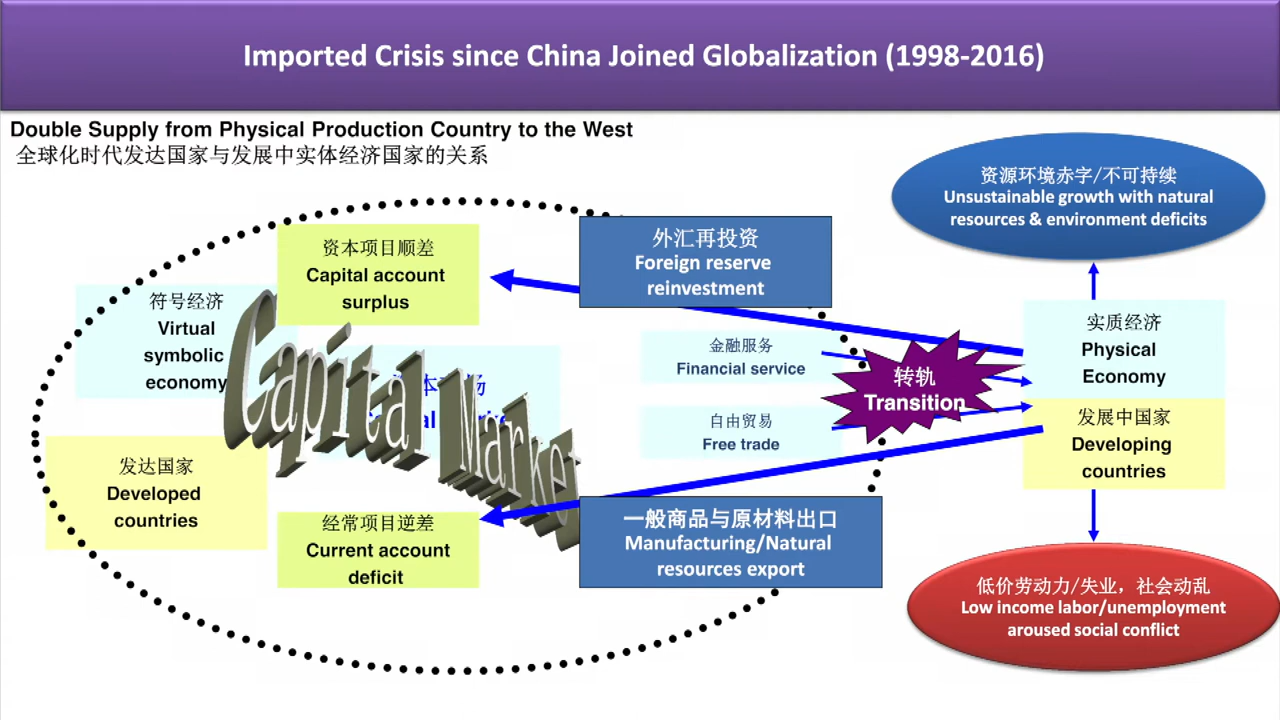 Imported Crisis since China Joined Globalization (1998-2016)
Double Supply from Physical Production Country to the West
全球化时代发达国家与发展中实体经济国家的关系
资源环境赤字/不可持续
Unsustainable growth with natural
resources & environment deficits
资本项目顺差
Capital account
surplus
外汇再投资
Foreign reserve
reinvestment
符号经济
Virtual
symbolic
economy
Capital Market
金融服务
Financial service
转轨
Transition
实质经济
Physical
Economy
自由贸易
Free trade
发展中国家
Developing
countries
发达国家
Developed
countries
经常项目逆差
Current account
deficit
一般商品与原材料出口
Manufacturing/Natural
resources export
低价劳动力/失业，社会动乱
Low income labor/unemployment
aroused social conflict